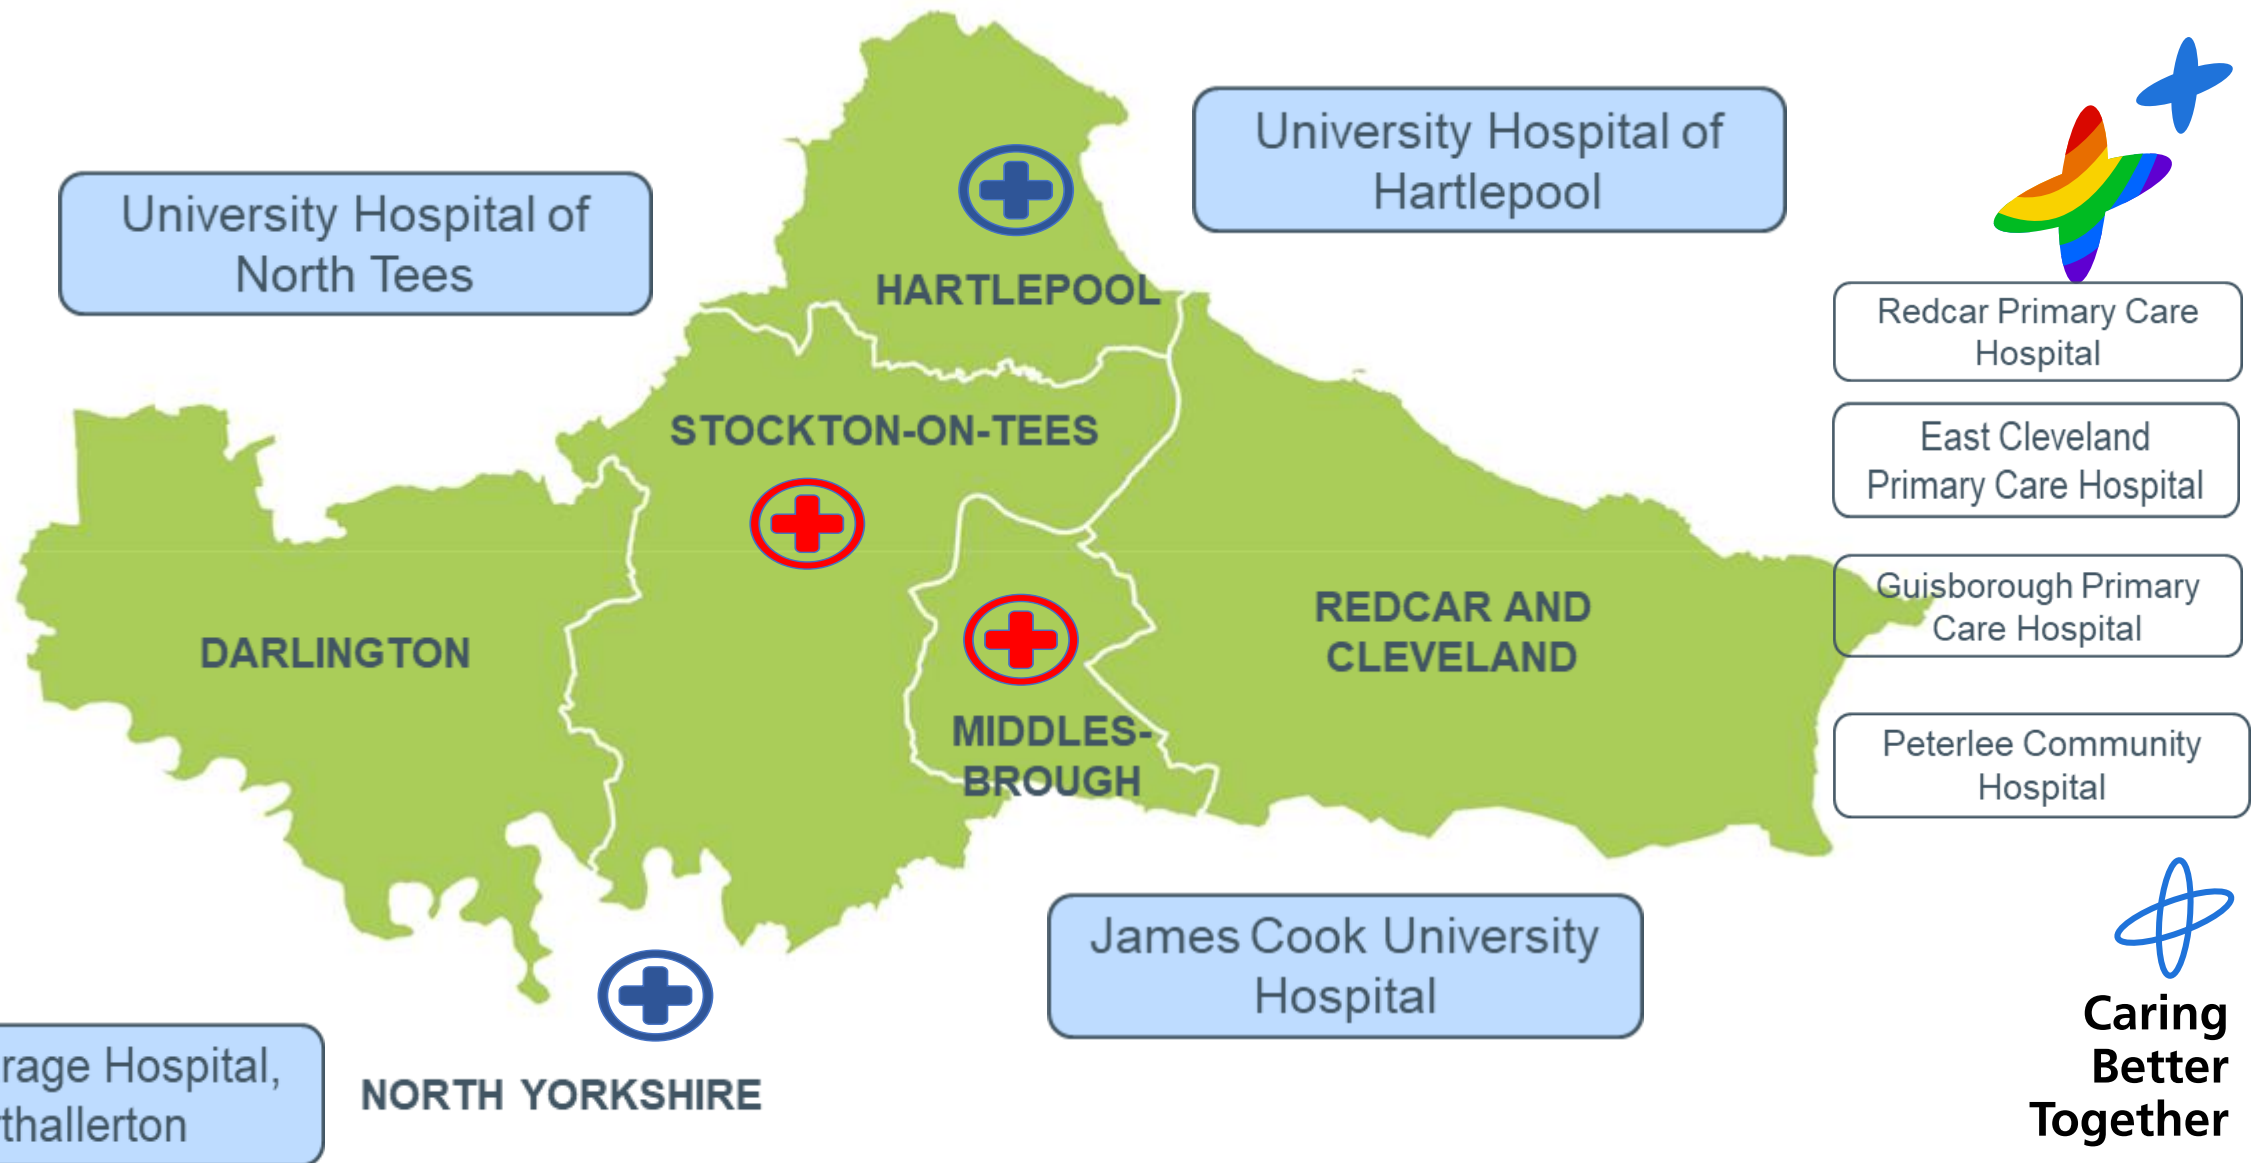 University Hospital of
Hartlepool
University Hospital of
North Tees
HARTLEPOOL
Redcar Primary Care
Hospital
STOCKTON-ON-TEES
East Cleveland
Primary Care Hospital
Guisborough Primary
Care Hospital
REDCAR AND
CLEVELAND
DARLINGTON
MIDDLES-
BROUGH
Peterlee Community
Hospital
James Cook University
Hospital
rage Hospital,
thallerton
NORTH YORKSHIRE
Caring
Better
Together